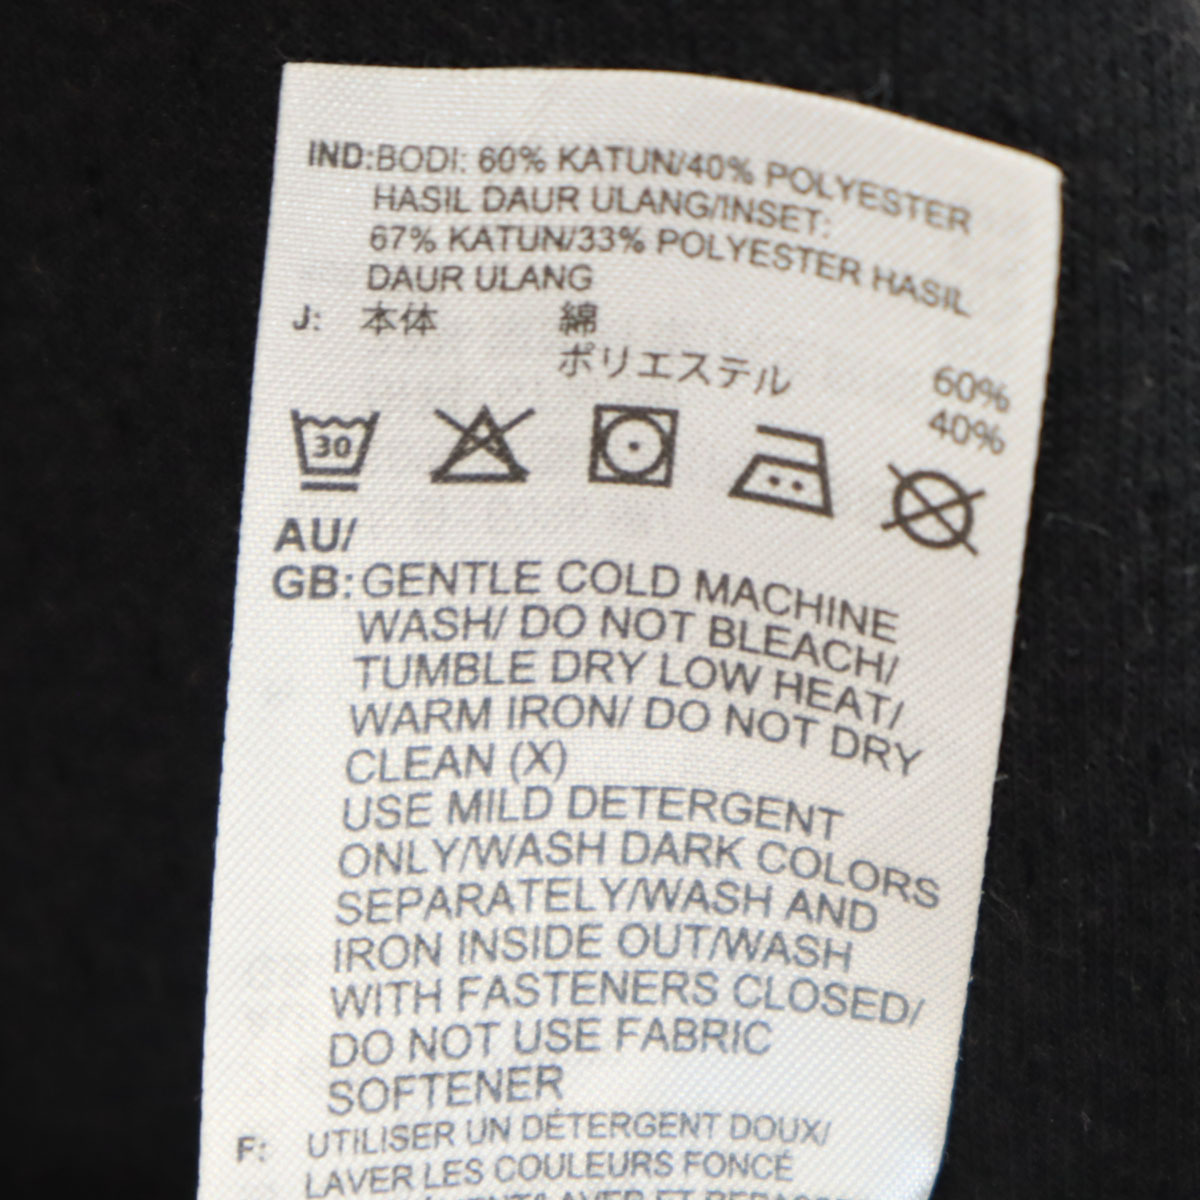 IND:BODI: 60% KATUN/40% POLYESTER
HASIL DAUR ULANG/INSET:
67% KATUN/33% POLYESTER HASIL
DAUR ULANG
J: 本体 綿 60%
ポリエステル 40%
30
AU/
GB: GENTLE COLD MACHINE
WASH/ DO NOT BLEACH/
TUMBLE DRY LOW HEAT/
WARM IRON/ DO NOT DRY
CLEAN (X)
USE MILD DETERGENT
ONLY/WASH DARK COLORS
SEPARATELY/WASH AND
IRON INSIDE OUT/WASH
WITH FASTENERS CLOSED/
DO NOT USE FABRIC
SOFTENER
F: UTILISER UN DÉTERGENT DOUX/
LAVER LES COULEURS FONCÉ
LAVER ET REPASSER